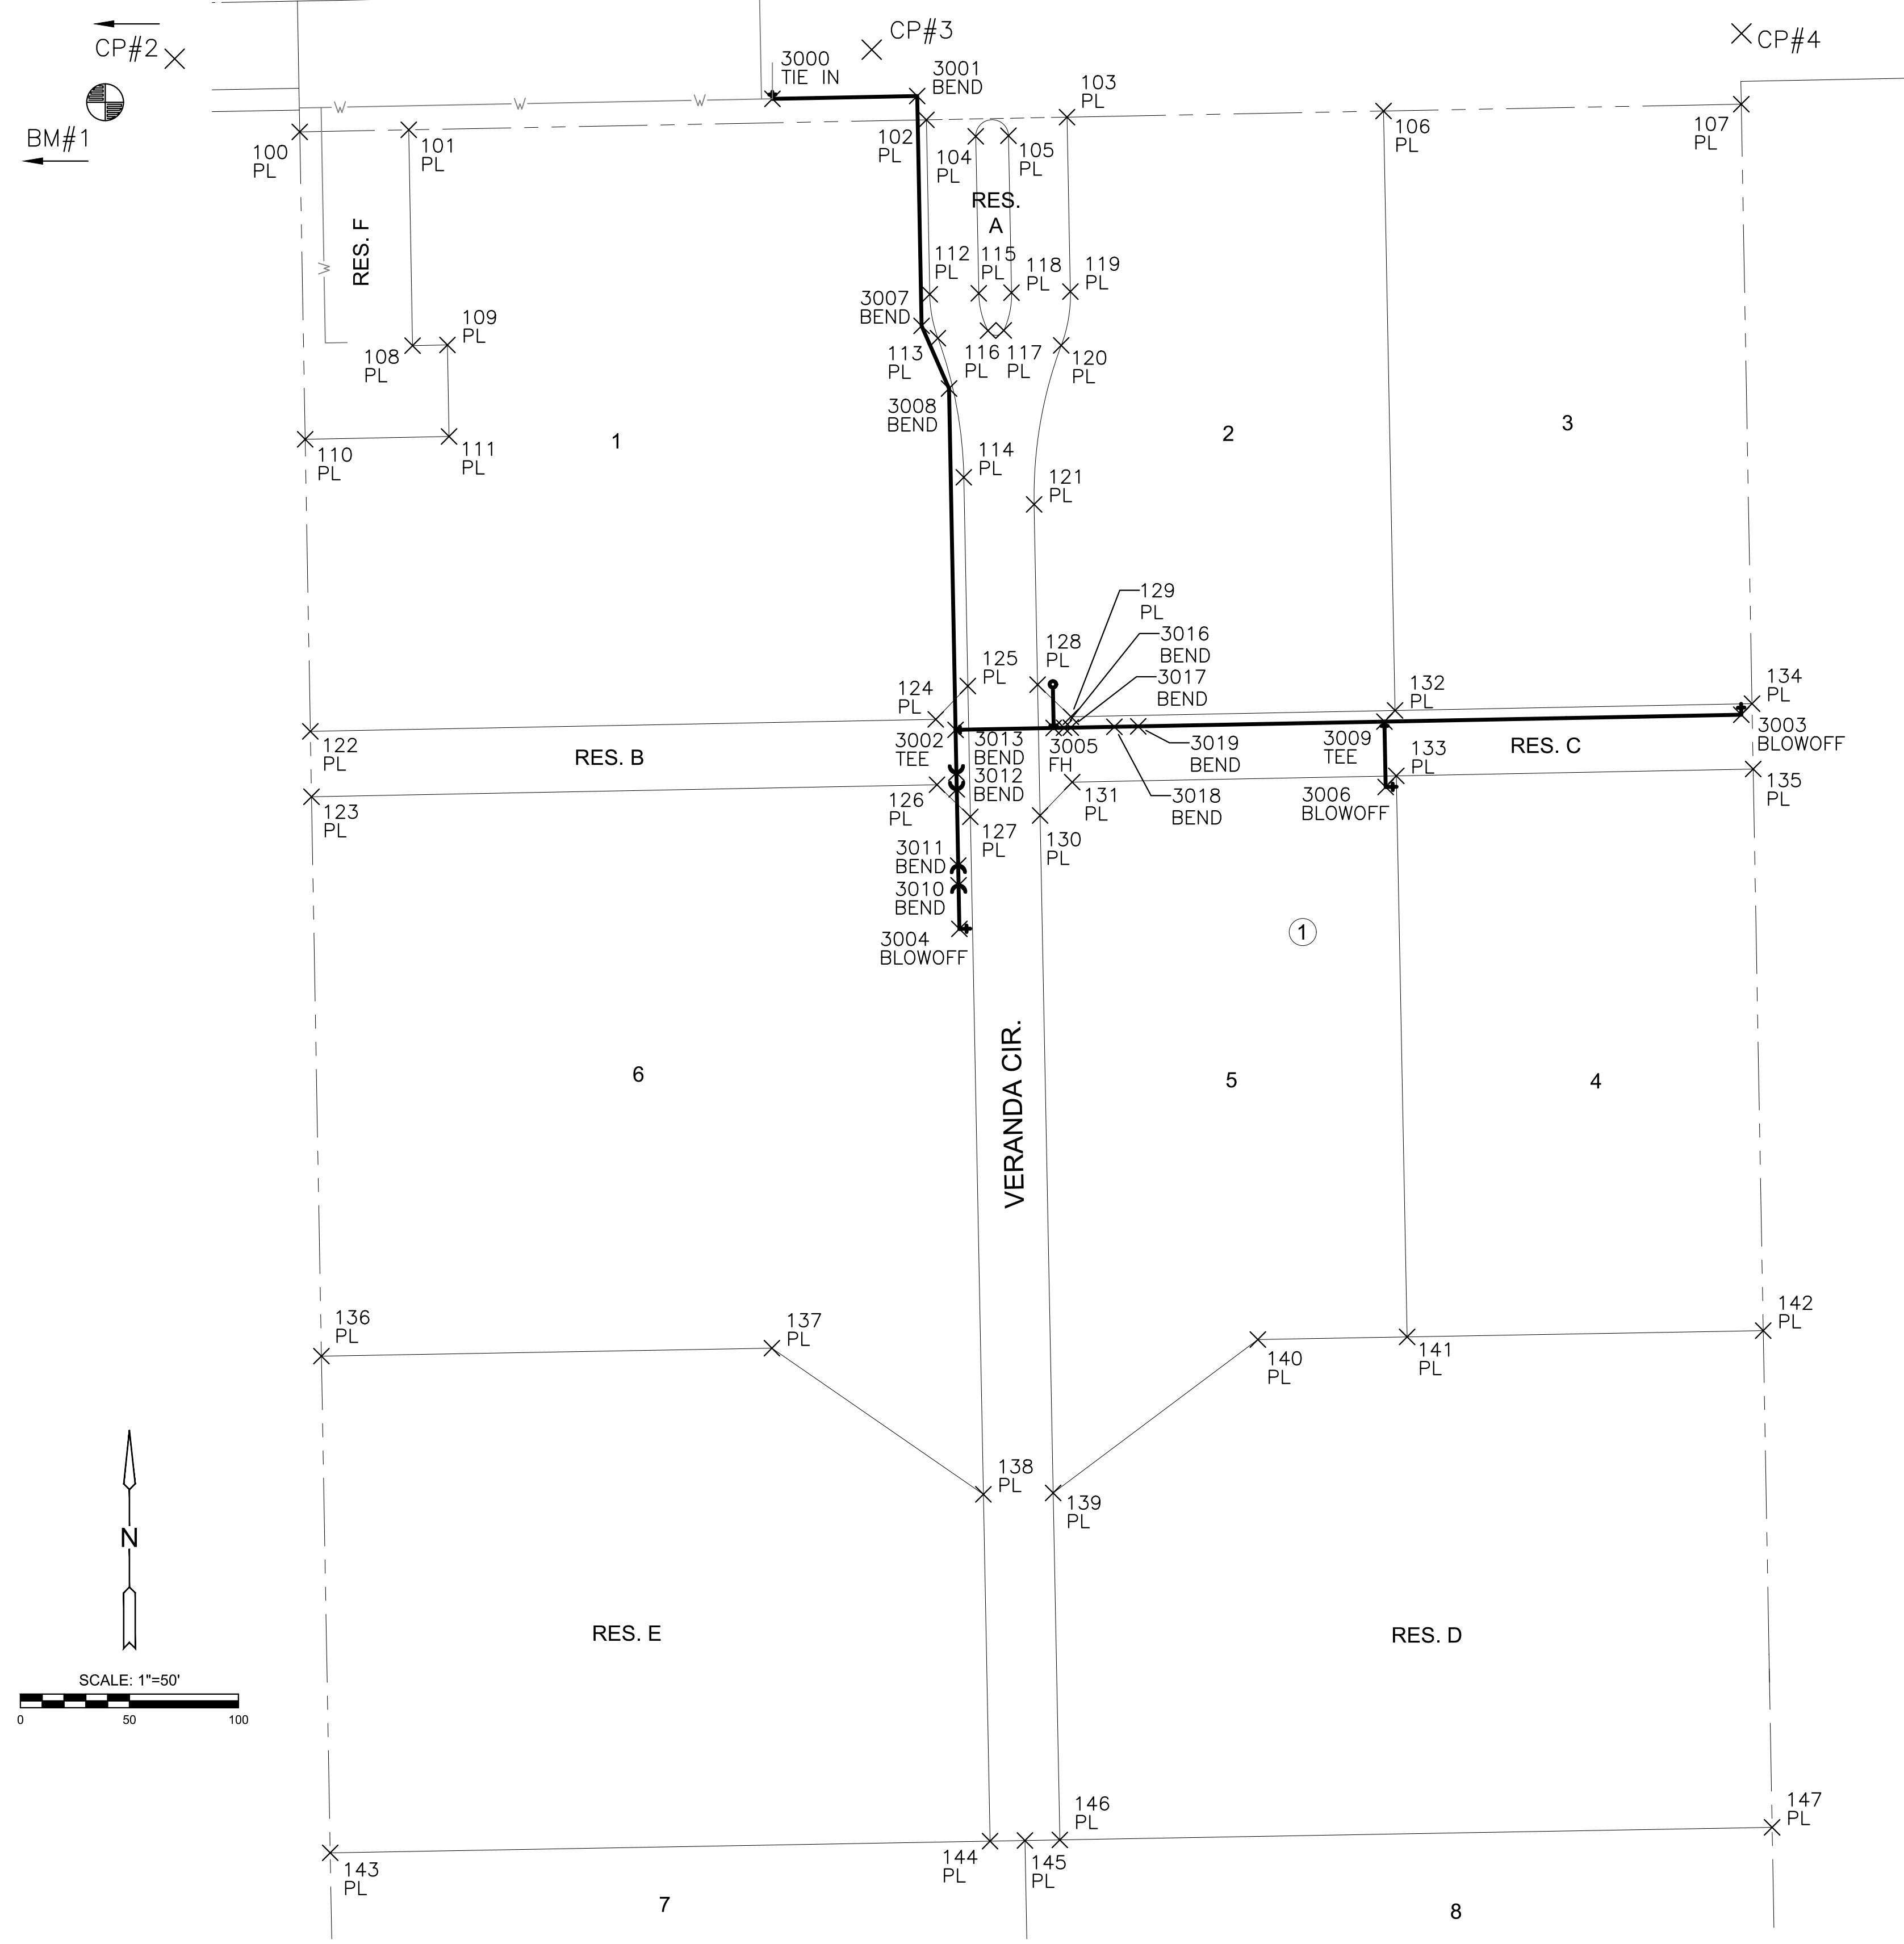 CP#2
CP#3
CP#4
BM#1
3000
TIE IN
3001
BEND
103
PL
102
PL
104
PL
105
PL
106
PL
107
PL
100
PL
101
PL
W
W
W
W
RES. F
RES.
A
112
PL
115
PL
118
PL
119
PL
3007
BEND
109
PL
108
PL
113
PL
116
PL
117
PL
120
PL
3008
BEND
110
PL
111
PL
1
2
3
114
PL
121
PL
129
PL
3016
BEND
3017
BEND
128
PL
125
PL
124
PL
132
PL
134
PL
122
PL
RES. B
3002
TEE
3013
BEND
3005
FH
3019
BEND
3009
TEE
133
PL
RES. C
3003
BLOWOFF
3012
BEND
123
PL
126
PL
127
PL
131
PL
130
PL
3018
BEND
3006
BLOWOFF
135
PL
3011
BEND
3010
BEND
3004
BLOWOFF
1
6
5
4
VERANDA CIR.
136
PL
137
PL
140
PL
141
PL
142
PL
138
PL
139
PL
N
RES. E
RES. D
SCALE: 1"=50'
0 50 100
143
PL
144
PL
145
PL
146
PL
147
PL
7
8